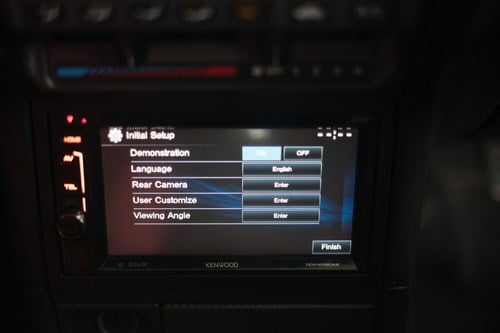 Initial Setup
--:--
HOME
AV
TEL
Demonstration ON OFF
Language English
Rear Camera Enter
User Customize Enter
Viewing Angle Enter
Finish
DivX
KENWOOD